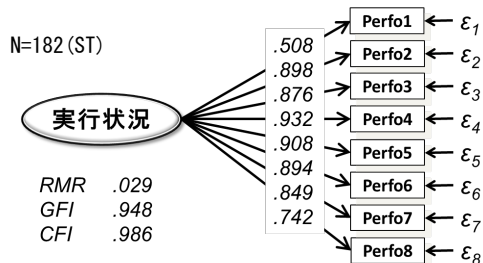 N=182(ST)
実行状況
RMR .029
GFI .948
CFI .986
.508
.898
.876
.932
.908
.894
.849
.742
Perfo1 ε1
Perfo2 ε2
Perfo3 ε3
Perfo4 ε4
Perfo5 ε5
Perfo6 ε6
Perfo7 ε7
Perfo8 ε8